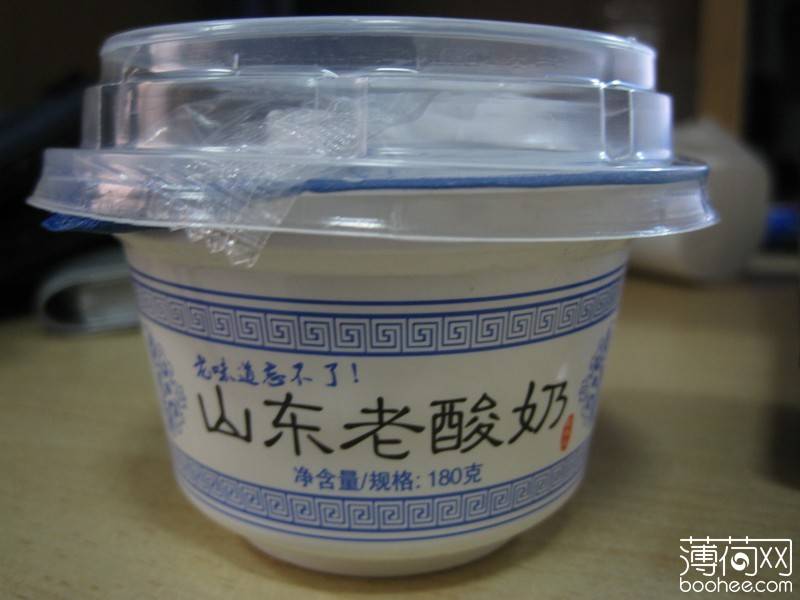 老味道忘不了!
山东老酸奶
净含量/规格: 180克
薄荷网
boohee.com